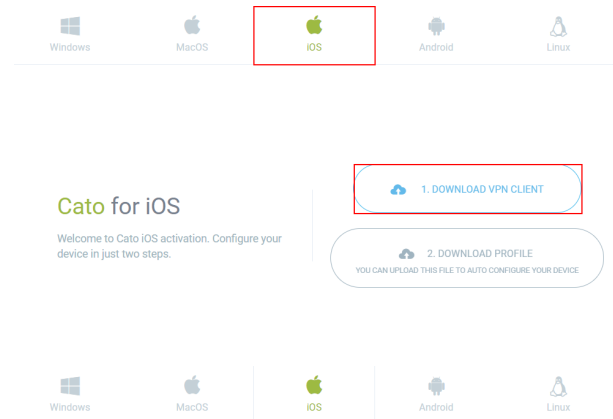 Windows MacOS iOS Android Linux
1. DOWNLOAD VPN CLIENT
Cato for iOS
Welcome to Cato iOS activation. Configure your
device in just two steps.
2. DOWNLOAD PROFILE
YOU CAN UPLOAD THIS FILE TO AUTO CONFIGURE YOUR DEVICE
Windows MacOS iOS Android Linux